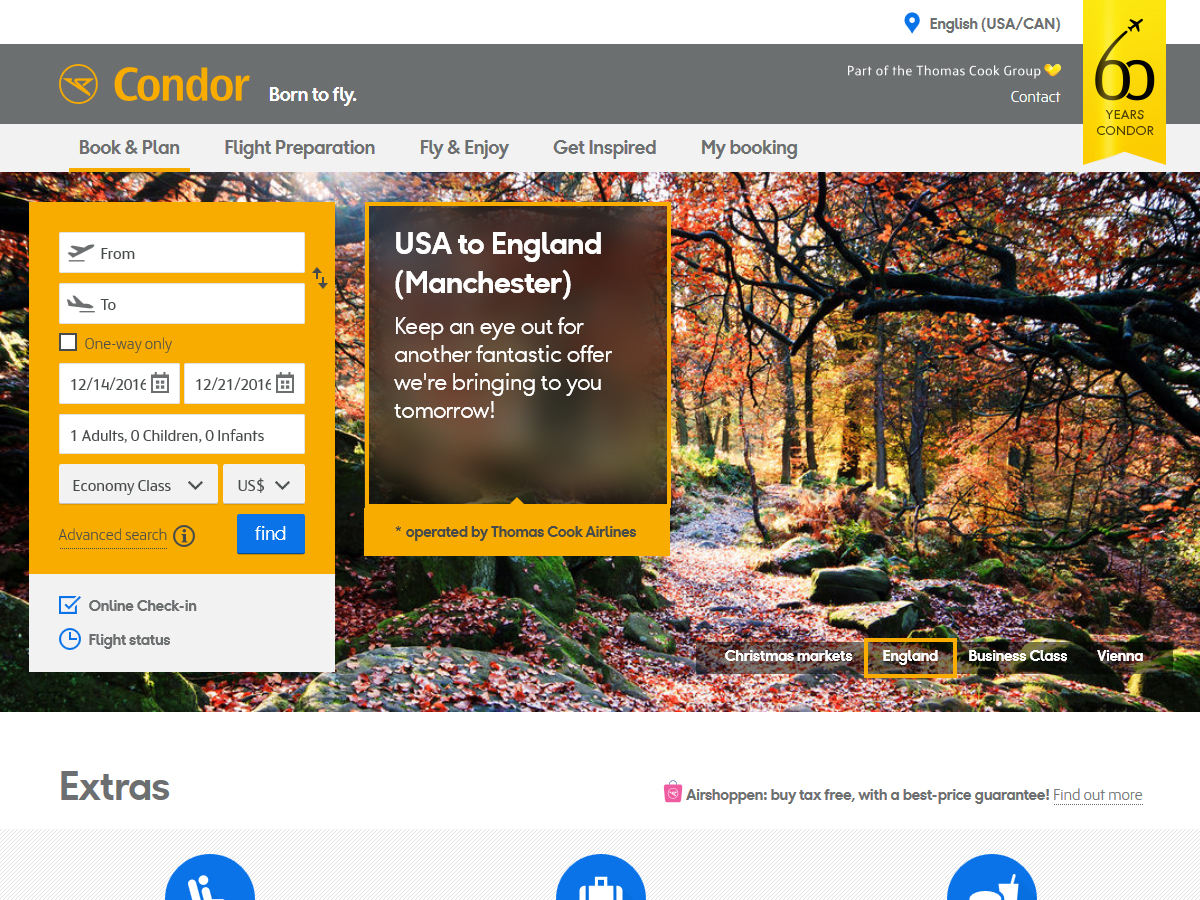 English (USA/CAN)
60
YEARS
CONDOR
Condor
Born to fly.
Part of the Thomas Cook Group
Contact
Book & Plan
Flight Preparation
Fly & Enjoy
Get Inspired
My booking
From
To
One-way only
12/14/2016
12/21/2016
1 Adults, 0 Children, 0 Infants
Economy Class
US$
Advanced search
find
Online Check-in
Flight status
USA to England
(Manchester)
Keep an eye out for
another fantastic offer
we're bringing to you
tomorrow!
* operated by Thomas Cook Airlines
Christmas markets
England
Business Class
Vienna
Extras
Airshoppen: buy tax free, with a best-price guarantee! Find out more